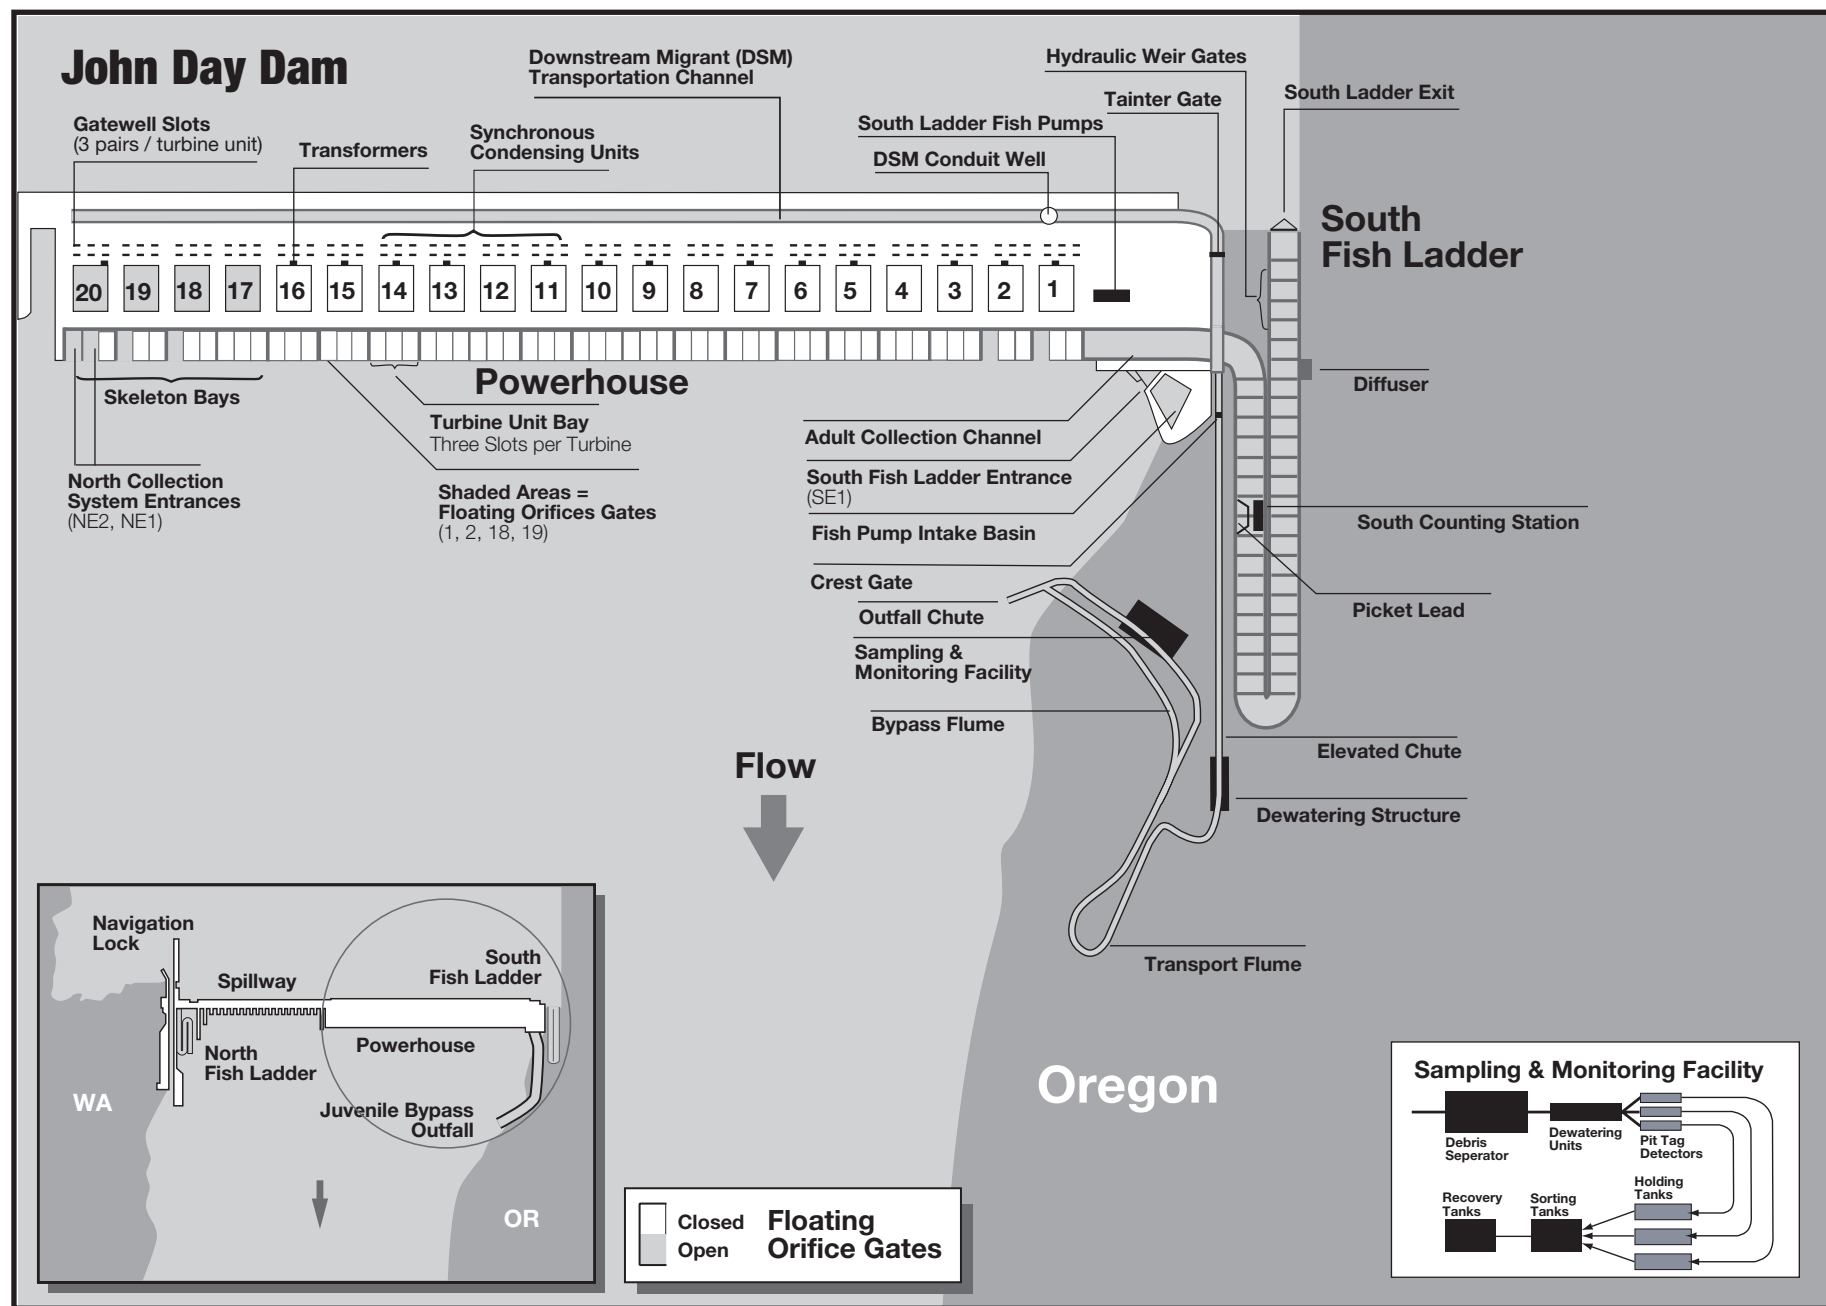 John Day Dam
Downstream Migrant (DSM)
Transportation Channel
Hydraulic Weir Gates
Tainter Gate
South Ladder Exit
Gatewell Slots
(3 pairs / turbine unit)
Transformers
Synchronous
Condensing Units
South Ladder Fish Pumps
DSM Conduit Well
South
Fish Ladder
20 19 18 17 16 15 14 13 12 11 10 9 8 7 6 5 4 3 2 1
Skeleton Bays
Powerhouse
Diffuser
Turbine Unit Bay
Three Slots per Turbine
Adult Collection Channel
North Collection
System Entrances
(NE2, NE1)
Shaded Areas =
Floating Orifices Gates
(1, 2, 18, 19)
South Fish Ladder Entrance
(SE1)
Fish Pump Intake Basin
South Counting Station
Crest Gate
Outfall Chute
Picket Lead
Sampling &
Monitoring Facility
Bypass Flume
Elevated Chute
Flow
Dewatering Structure
Transport Flume
Navigation
Lock
Spillway
South
Fish Ladder
Powerhouse
North
Fish Ladder
WA
Juvenile Bypass
Outfall
OR
Oregon
Closed
Open
Floating
Orifice Gates
Sampling & Monitoring Facility
Debris
Seperator
Dewatering
Units
Pit Tag
Detectors
Recovery
Tanks
Sorting
Tanks
Holding
Tanks